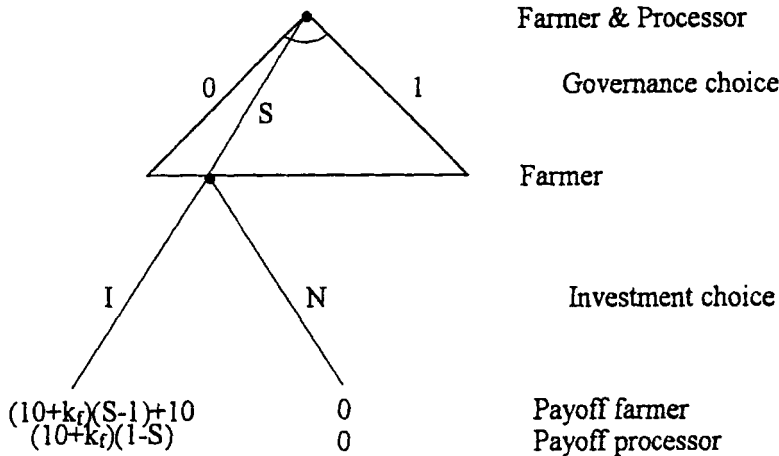 Farmer & Processor
0
1
Governance choice
S
Farmer
I
N
Investment choice
(10+kf)(S-1)+10
0
Payoff farmer
(10+kf)(1-S)
0
Payoff processor